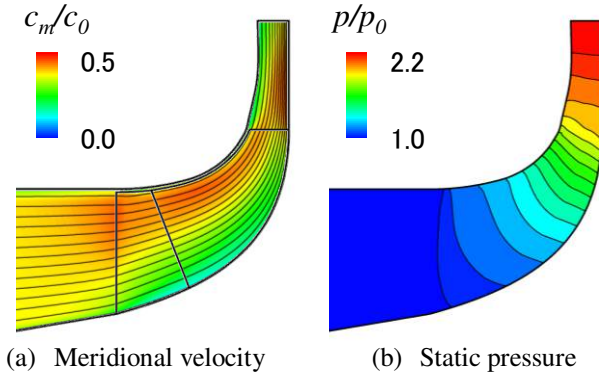 c_m/c_0
0.5
0.0
p/p_0
2.2
1.0
(a) Meridional velocity
(b) Static pressure